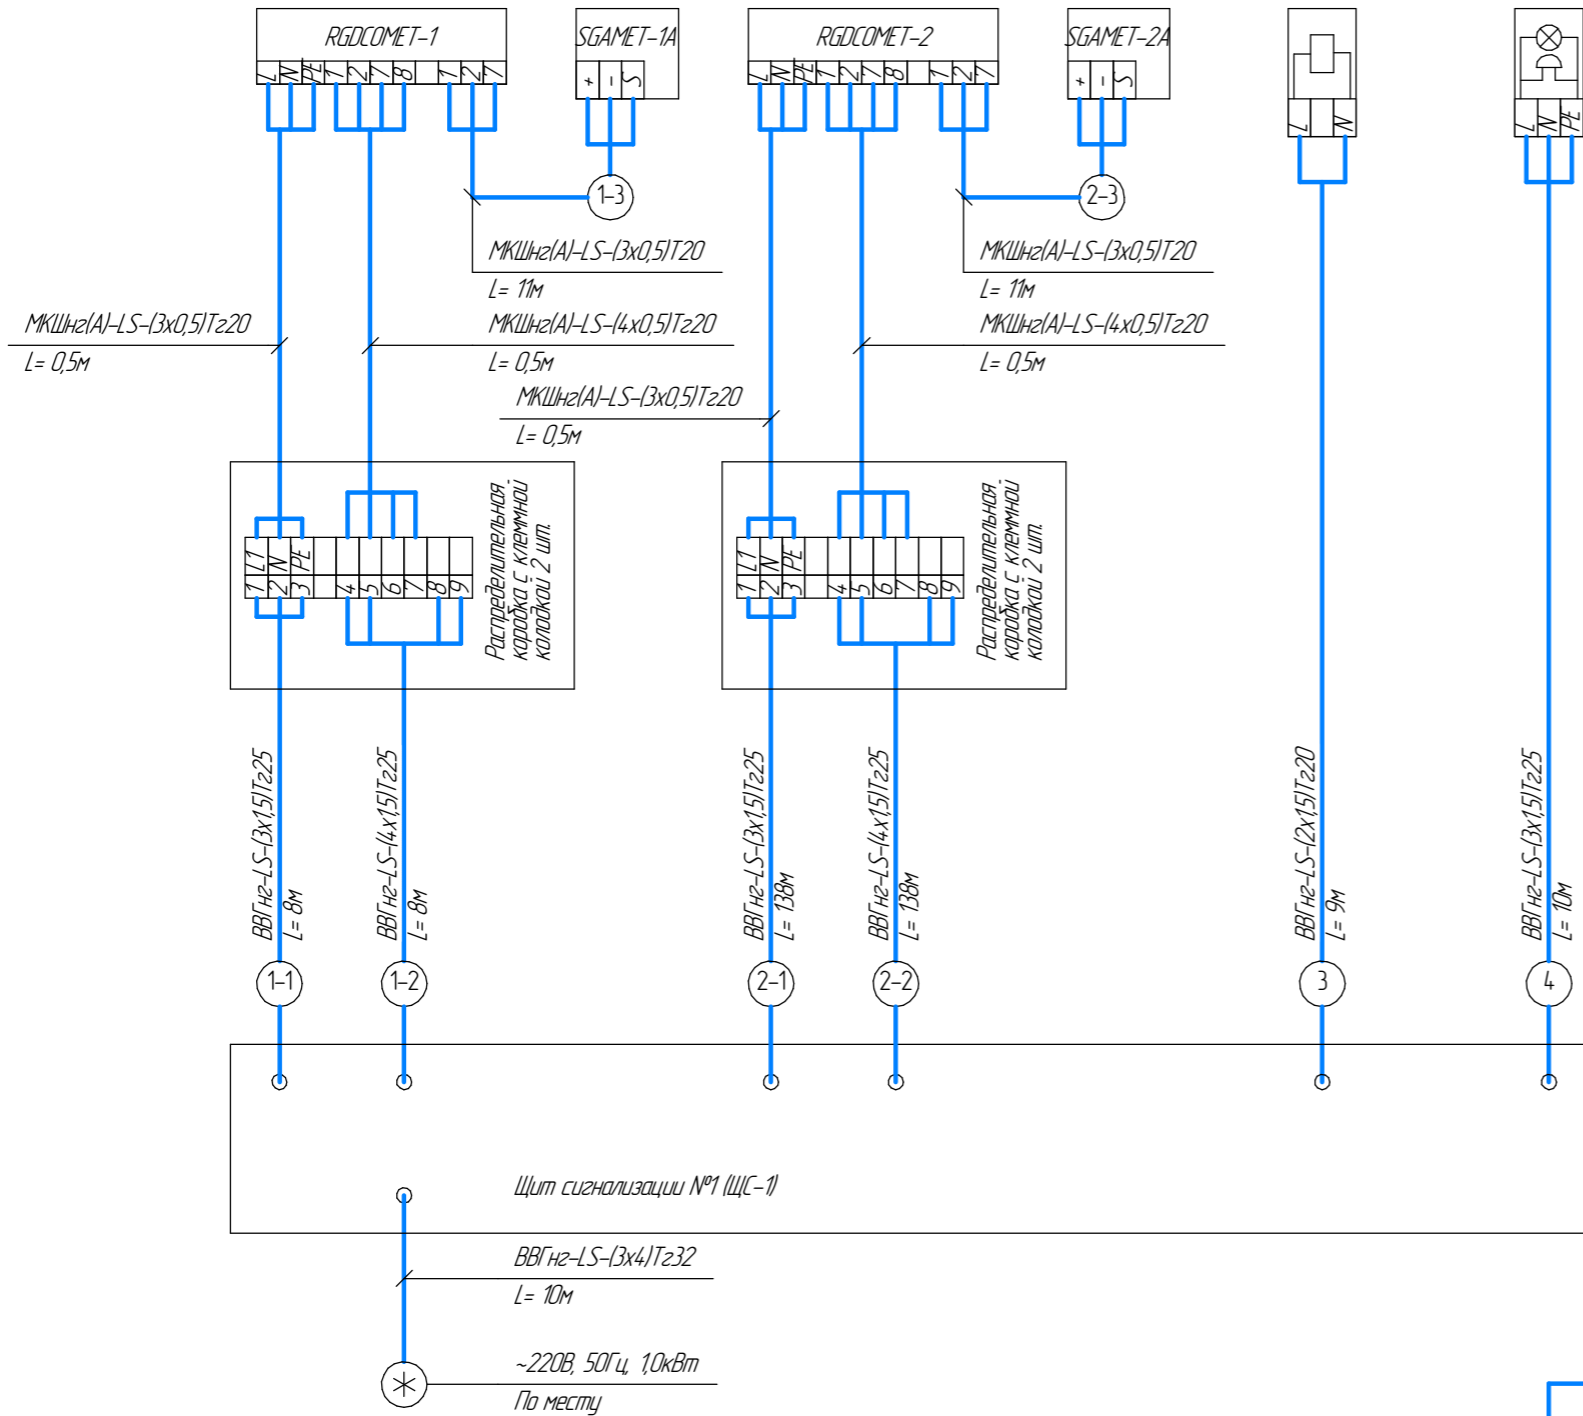 RGDCOMET-1
SGAMET-1A
RGDCOMET-2
SGAMET-2A
L N PE 1 2 7 8 1 2 7
+ - S
L N PE 1 2 7 8 1 2 7
+ - S
L N
L N PE
1-3
2-3
МКШнг(А)-LS-(3х0,5)Т20
L= 11м
МКШнг(А)-LS-(3х0,5)Т20
L= 11м
МКШнг(А)-LS-(3х0,5)Тг20
L= 0,5м
МКШнг(А)-LS-(4х0,5)Тг20
L= 0,5м
МКШнг(А)-LS-(4х0,5)Тг20
L= 0,5м
МКШнг(А)-LS-(3х0,5)Тг20
L= 0,5м
L1 N PE
1 2 3 4 5 6 7 8 9
Распределительная
коробка с клеммной
колодкой 2 шт.
L1 N PE
1 2 3 4 5 6 7 8 9
Распределительная
коробка с клеммной
колодкой 2 шт.
ВВГнг-LS-(3х1,5)Тг25
L= 8м
ВВГнг-LS-(4х1,5)Тг25
L= 8м
ВВГнг-LS-(3х1,5)Тг25
L= 138м
ВВГнг-LS-(4х1,5)Тг25
L= 138м
ВВГнг-LS-(2х1,5)Тг20
L= 9м
ВВГнг-LS-(3х1,5)Тг25
L= 10м
1-1
1-2
2-1
2-2
3
4
Щит сигнализации №1 (ЩС-1)
ВВГнг-LS-(3х4)Тг32
L= 10м
~220В, 50Гц, 1,0кВт
По месту